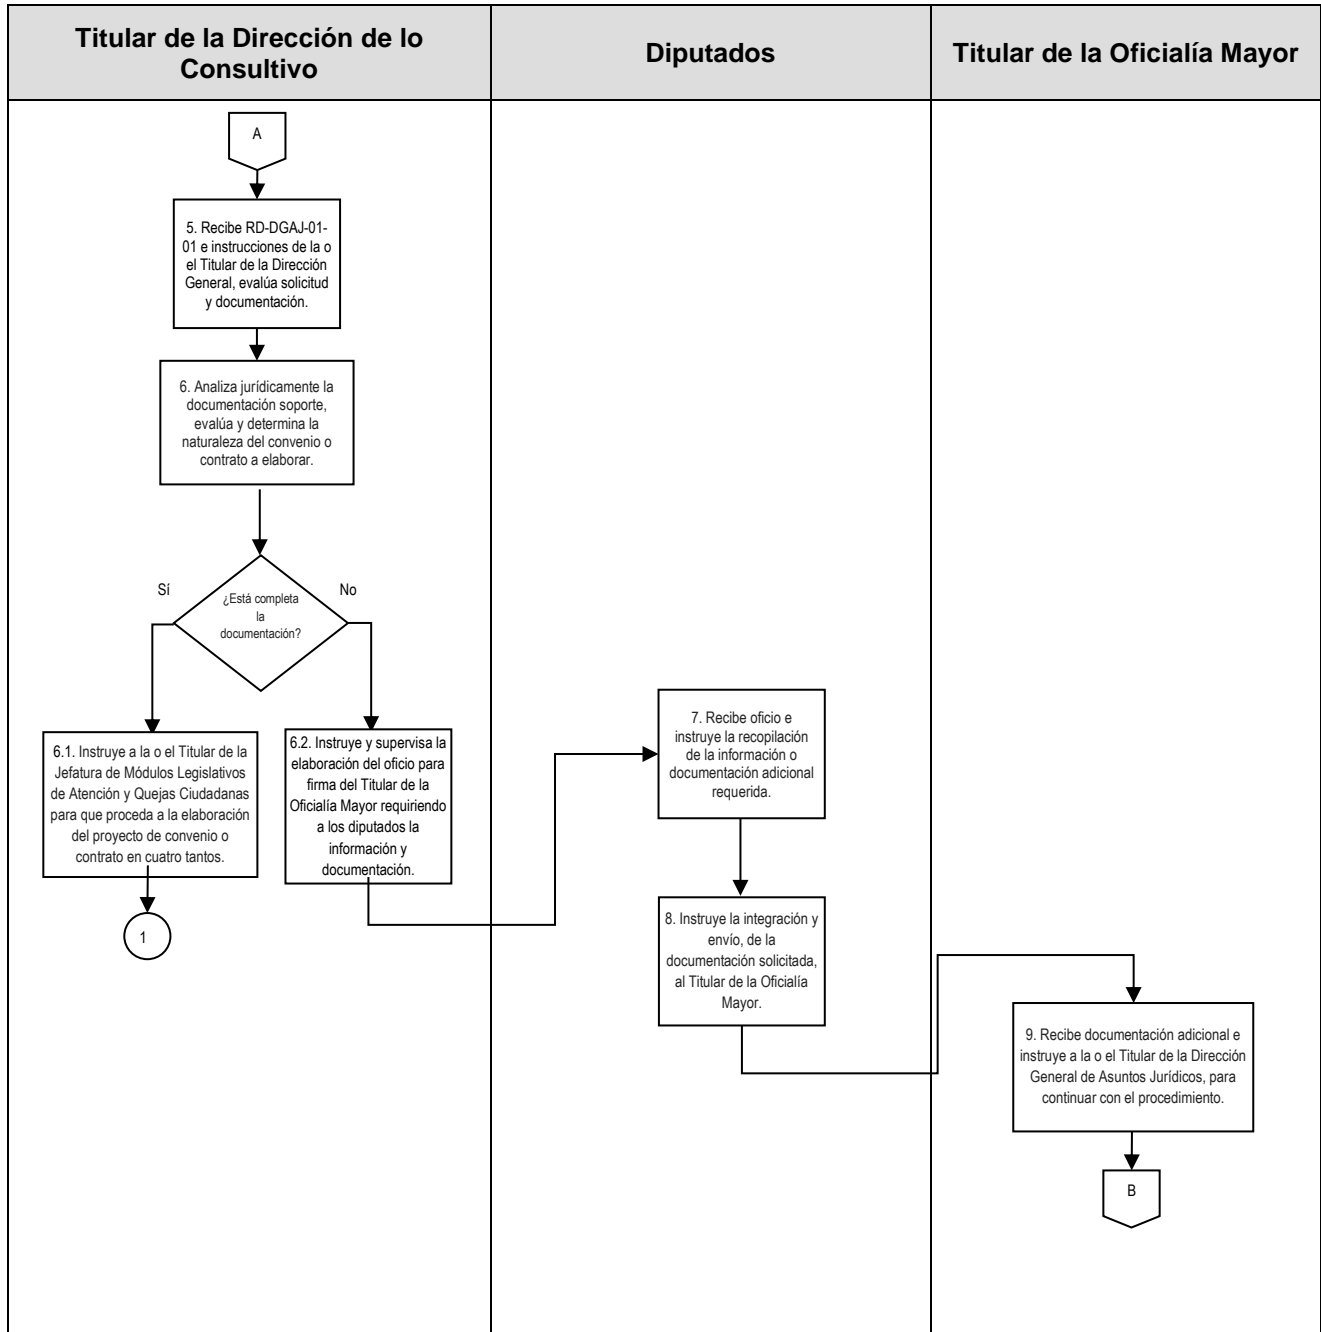 Titular de la Dirección de lo
Consultivo
Diputados
Titular de la Oficialía Mayor
A
5. Recibe RD-DGAJ-01-
01 e instrucciones de la o
el Titular de la Dirección
General, evalúa solicitud
y documentación.
6. Analiza jurídicamente la
documentación soporte,
evalúa y determina la
naturaleza del convenio o
contrato a elaborar.
Sí
No
¿Está completa
la
documentación?
6.1. Instruye a la o el Titular de la
Jefatura de Módulos Legislativos
de Atención y Quejas Ciudadanas
para que proceda a la elaboración
del proyecto de convenio o
contrato en cuatro tantos.
1
6.2. Instruye y supervisa la
elaboración del oficio para
firma del Titular de la
Oficialía Mayor requiriendo
a los diputados la
información y
documentación.
7. Recibe oficio e
instruye la recopilación
de la información o
documentación adicional
requerida.
8. Instruye la integración y
envío, de la
documentación solicitada,
al Titular de la Oficialía
Mayor.
9. Recibe documentación adicional e
instruye a la o el Titular de la Dirección
General de Asuntos Jurídicos, para
continuar con el procedimiento.
B